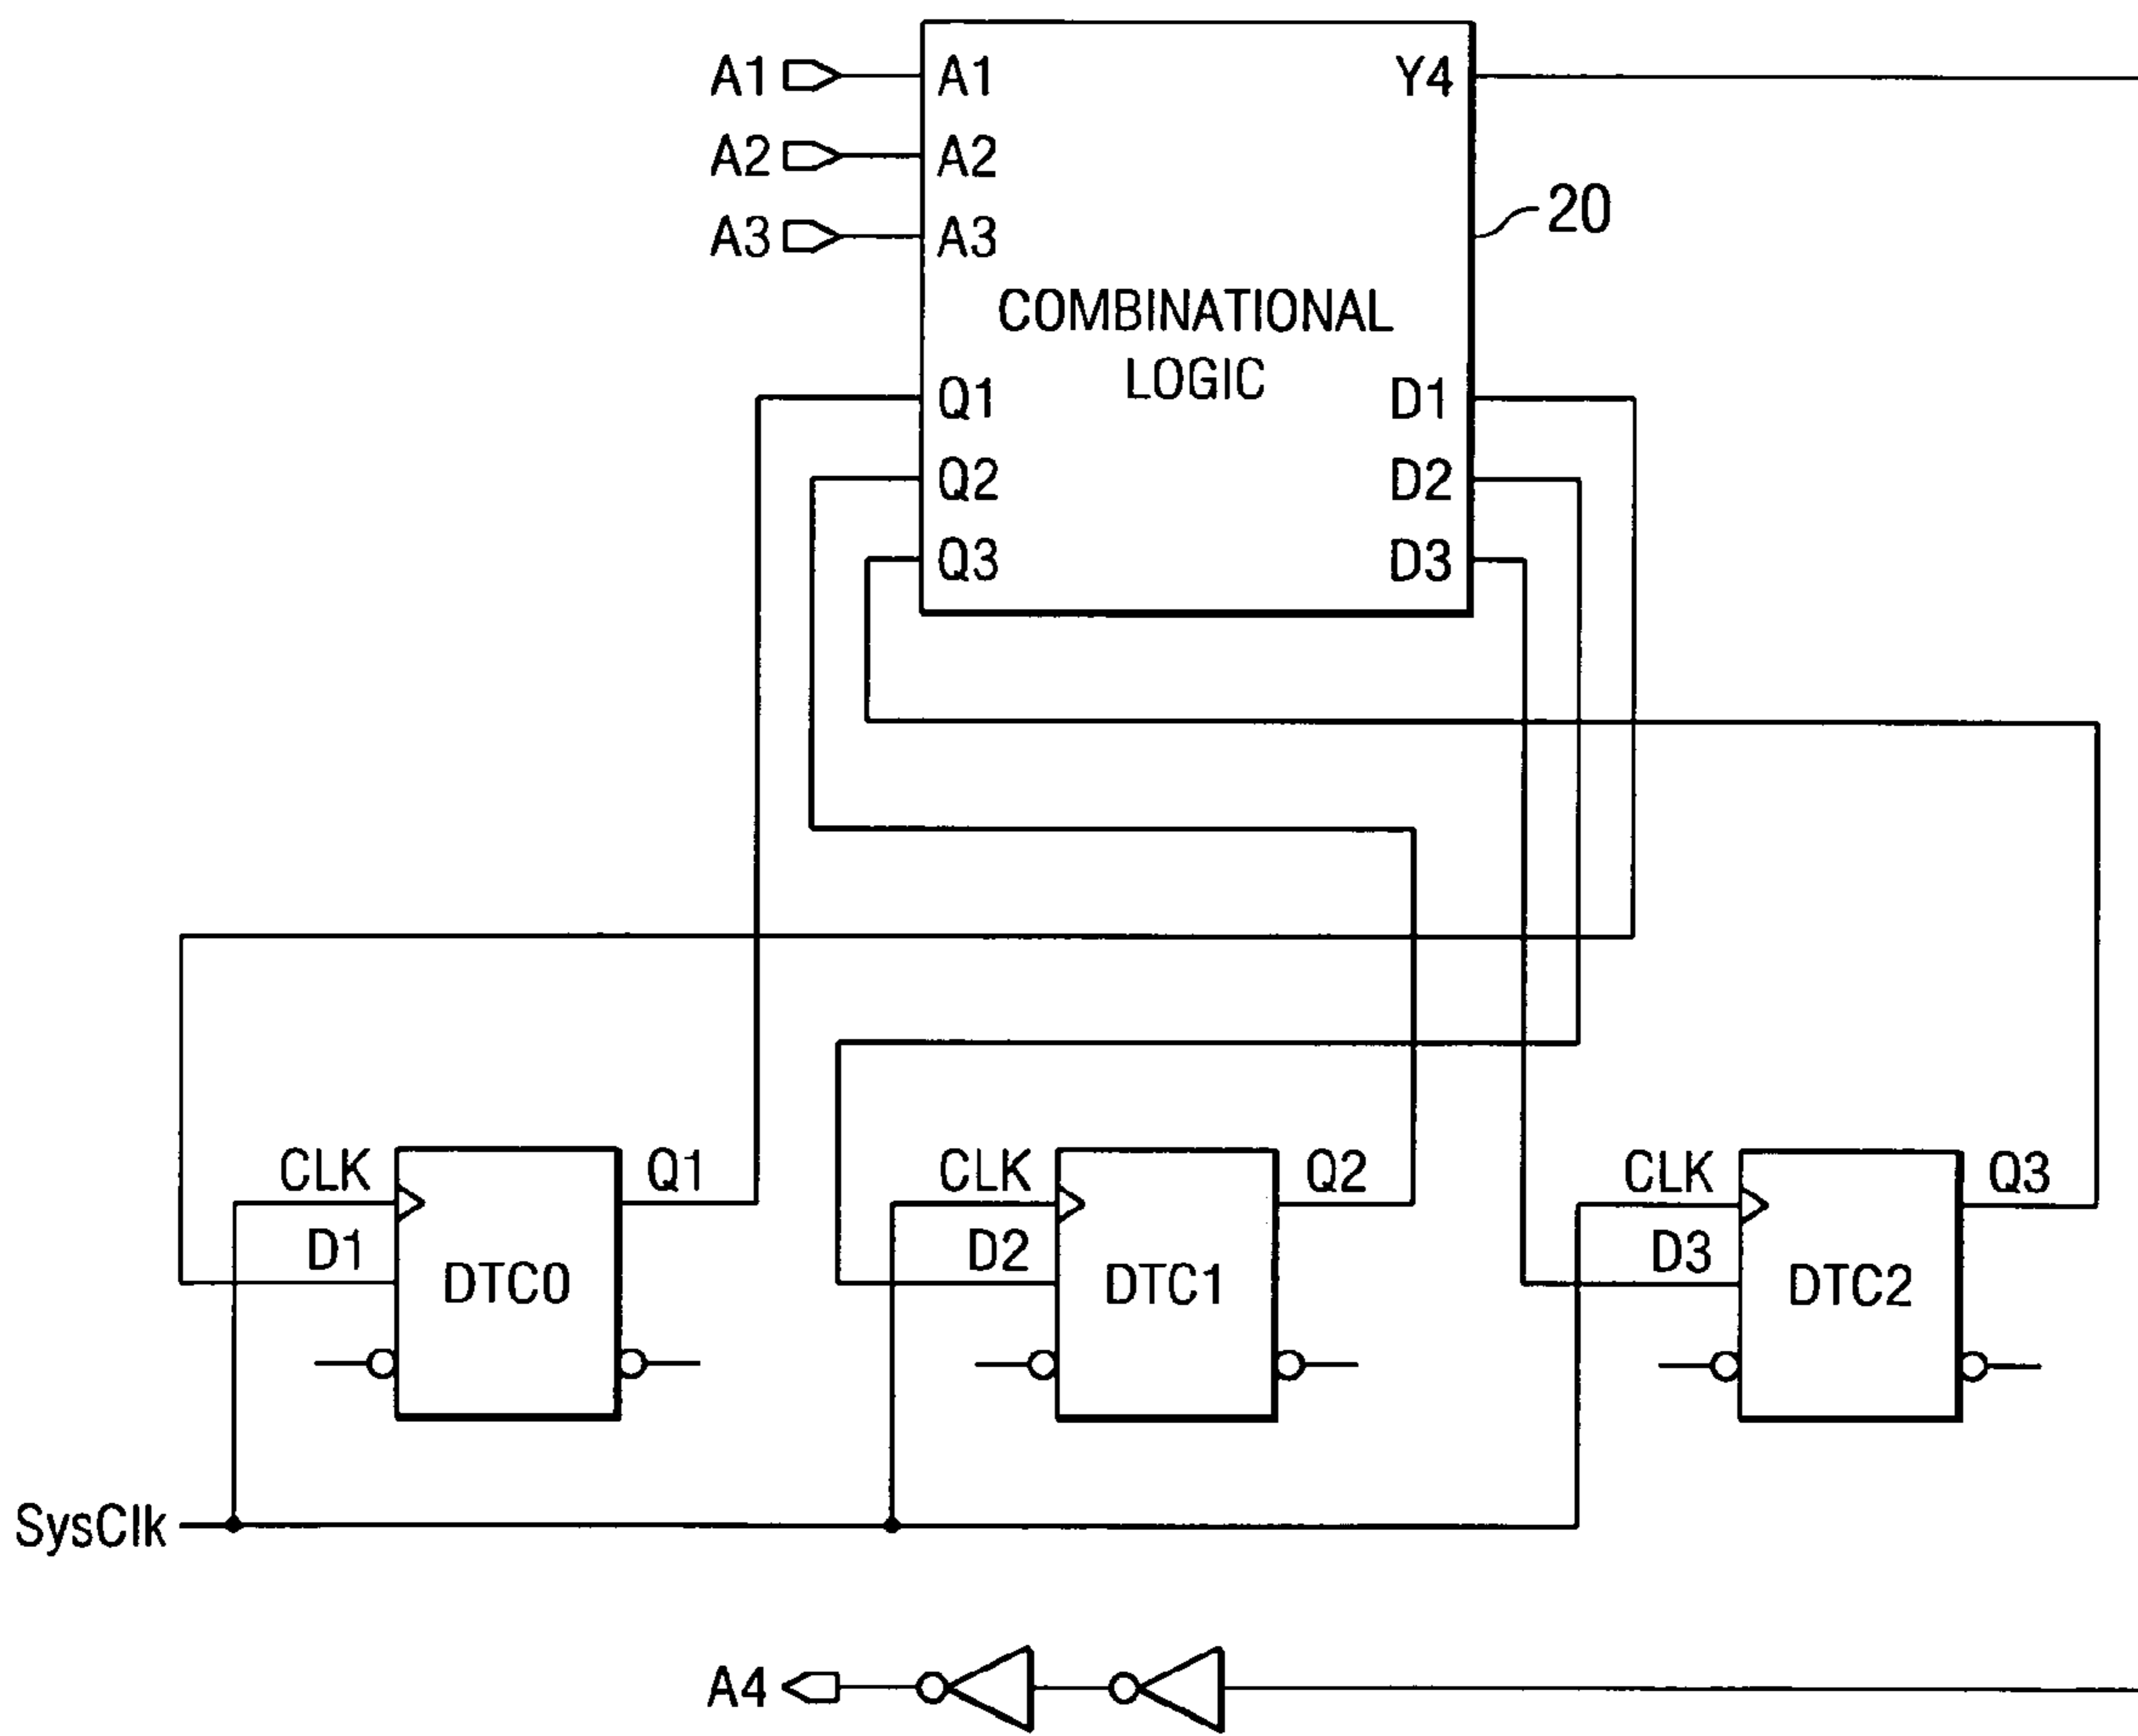 A1 A1 Y4
A2 A2
A3 A3 20
COMBINATIONAL
LOGIC
Q1 D1
Q2 D2
Q3 D3
CLK Q1 CLK Q2 CLK Q3
D1 D2 D3
DTC0 DTC1 DTC2
SysClk
A4